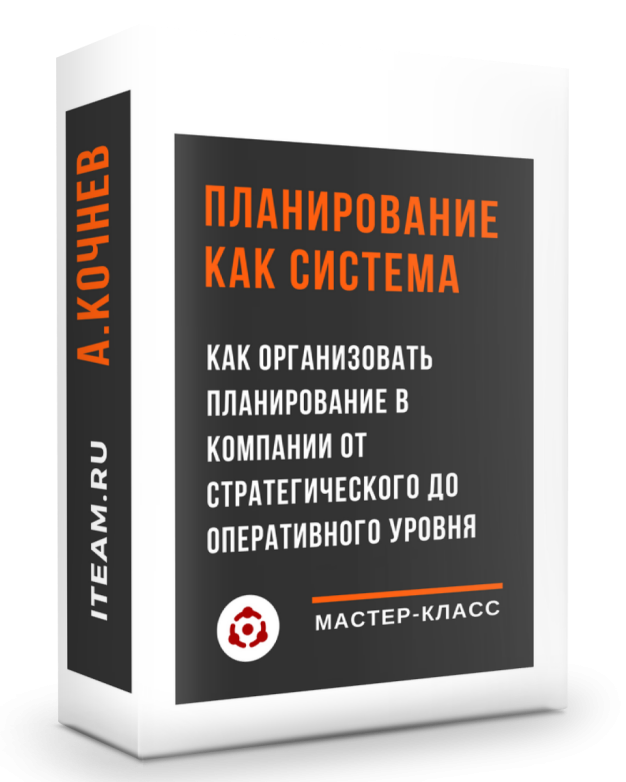 А.КОЧНЕВ
ITEAM.RU
ПЛАНИРОВАНИЕ
КАК СИСТЕМА
КАК ОРГАНИЗОВАТЬ
ПЛАНИРОВАНИЕ В
КОМПАНИИ ОТ
СТРАТЕГИЧЕСКОГО ДО
ОПЕРАТИВНОГО УРОВНЯ
МАСТЕР-КЛАСС